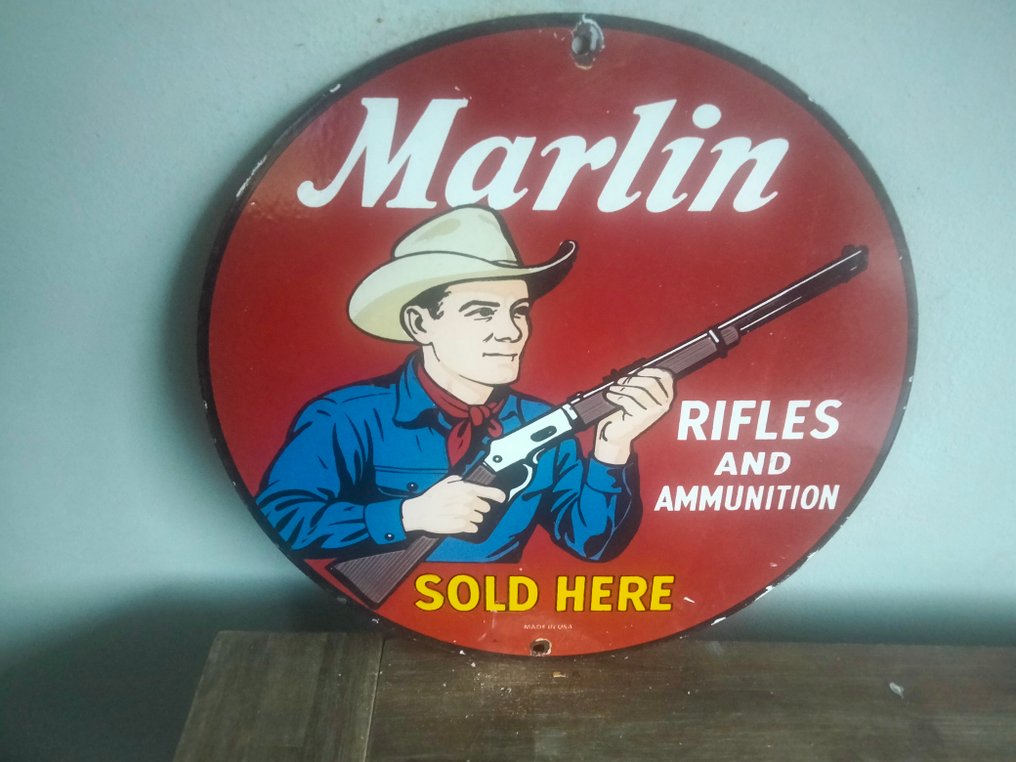 Marlin
RIFLES
AND
AMMUNITION
SOLD HERE
MADE IN USA